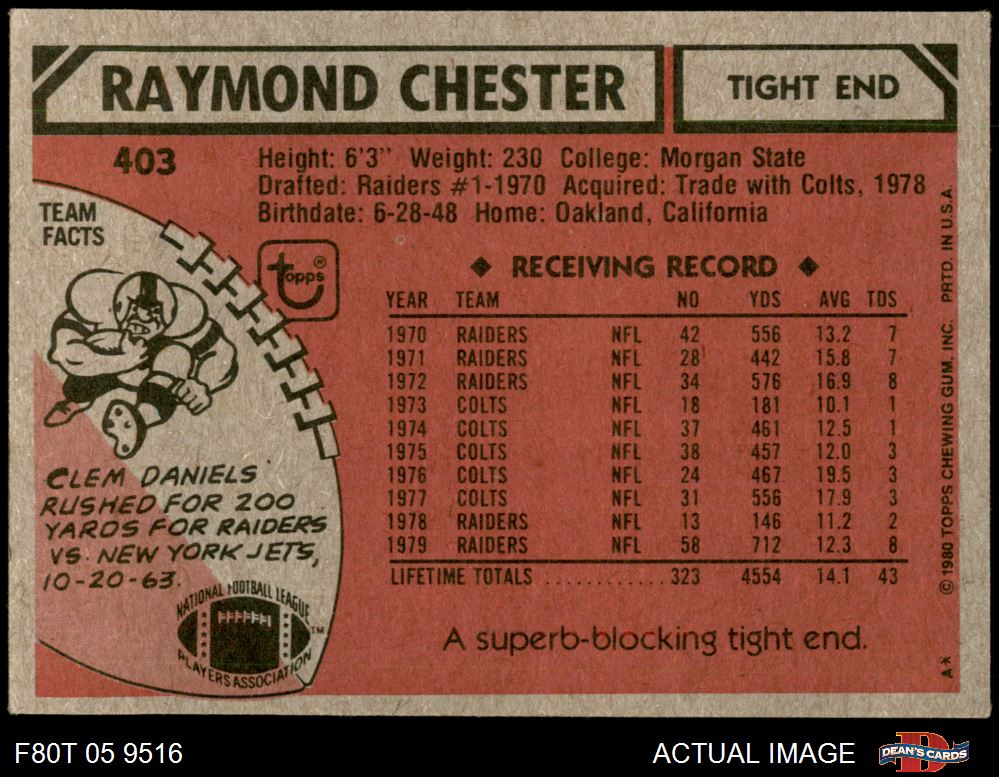 RAYMOND CHESTER
TIGHT END
403
Height: 6'3" Weight: 230 College: Morgan State
Drafted: Raiders #1-1970 Acquired: Trade with Colts, 1978
Birthdate: 6-28-48 Home: Oakland, California
TEAM
FACTS
topps®
◆ RECEIVING RECORD ◆
YEAR TEAM NO YDS AVG TDS
1970 RAIDERS NFL 42 556 13.2 7
1971 RAIDERS NFL 28 442 15.8 7
1972 RAIDERS NFL 34 576 16.9 8
1973 COLTS NFL 18 181 10.1 1
1974 COLTS NFL 37 461 12.5 1
1975 COLTS NFL 38 457 12.0 3
1976 COLTS NFL 24 467 19.5 3
1977 COLTS NFL 31 556 17.9 3
1978 RAIDERS NFL 13 146 11.2 2
1979 RAIDERS NFL 58 712 12.3 8
LIFETIME TOTALS ............ 323 4554 14.1 43
A superb-blocking tight end.
CLEM DANIELS
RUSHED FOR 200
YARDS FOR RAIDERS
VS. NEW YORK JETS,
10-20-63.
NATIONAL FOOTBALL LEAGUE
PLAYERS ASSOCIATION
TM
© 1980 TOPPS CHEWING GUM, INC. PRTD. IN U.S.A.
A**
F80T 05 9516
ACTUAL IMAGE
DEAN'S CARDS